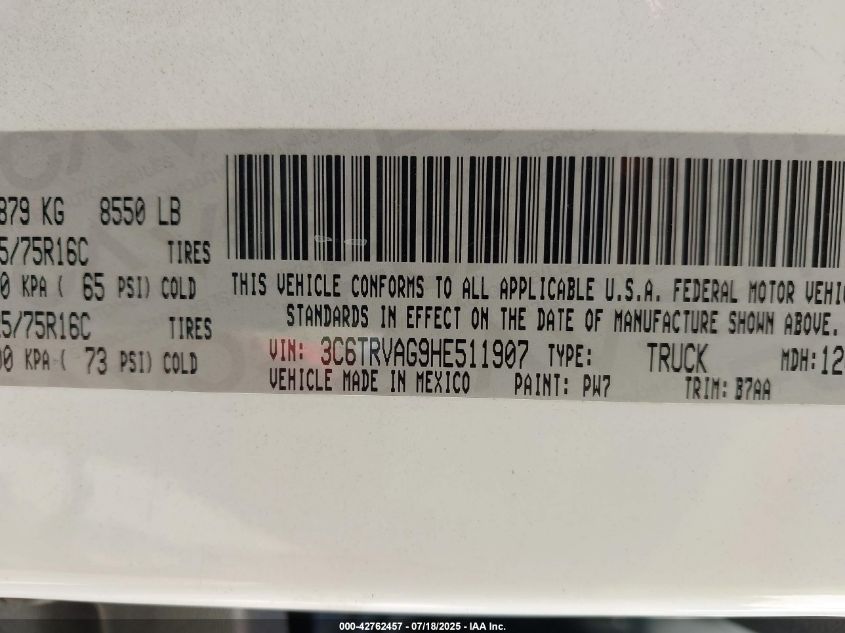 879 KG 8550 LB
5/75R16C TIRES
0 KPA ( 65 PSI) COLD
5/75R16C TIRES
00 KPA ( 73 PSI) COLD
THIS VEHICLE CONFORMS TO ALL APPLICABLE U.S.A. FEDERAL MOTOR VEHIC
STANDARDS IN EFFECT ON THE DATE OF MANUFACTURE SHOWN ABOVE.
VIN: 3C6TRVAG9HE511907 TYPE: TRUCK MDH:12
VEHICLE MADE IN MEXICO PAINT: PW7 TRIM: B7AA
000-42762457 - 07/18/2025 - IAA Inc.